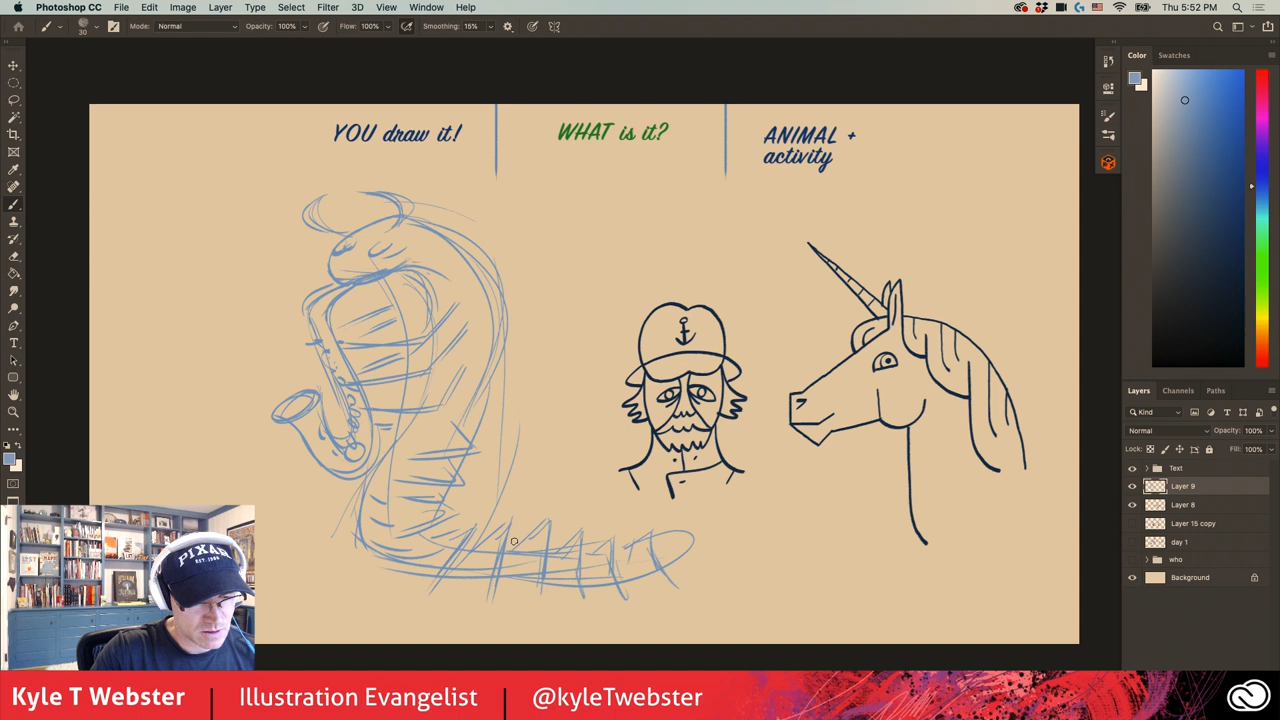 Photoshop CC File Edit Image Layer Type Select Filter 3D View Window Help Thu 5:52 PM
30 Mode: Normal Opacity: 100% Flow: 100% Smoothing: 15%
Color Swatches
YOU draw it!
WHAT is it?
ANIMAL +
activity
Layers Channels Paths
Kind
Normal Opacity: 100%
Lock: Fill: 100%
Text
Layer 9
Layer 8
Layer 15 copy
day 1
who
Background
PIXAR
Kyle T Webster | Illustration Evangelist | @kyleTwebster